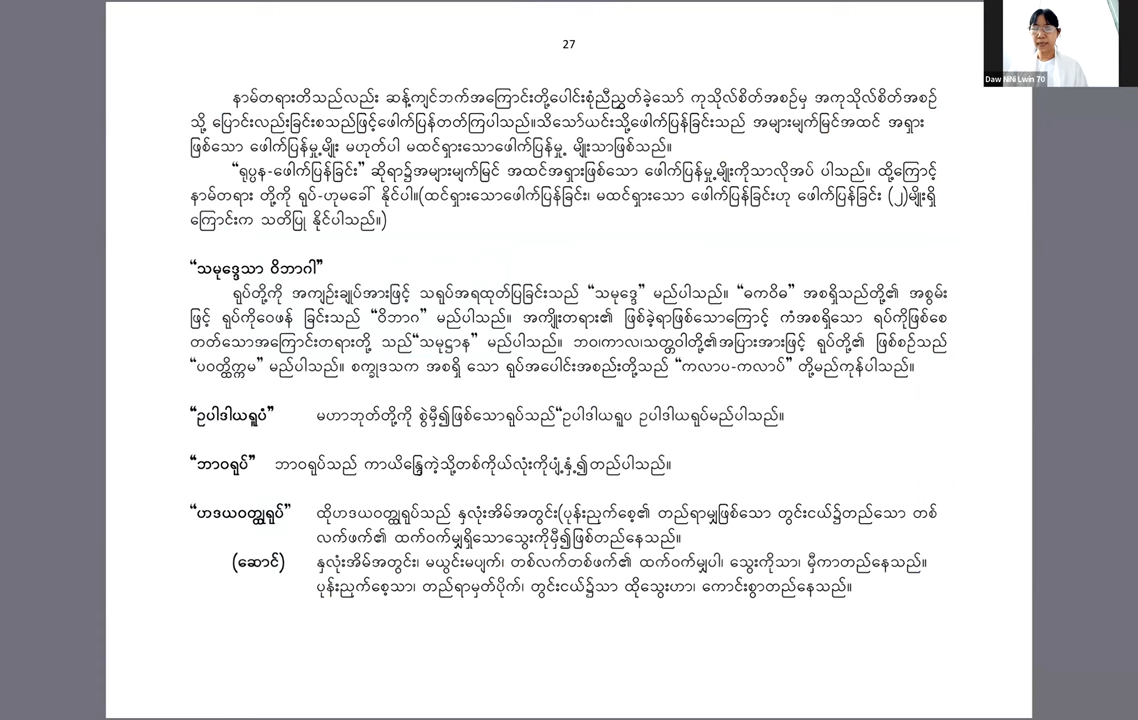 27
Daw NiNi Lwin 70
နာမ်တရားတိသည်လည်း ဆန့်ကျင်ဘက်အကြောင်းတို့ပေါင်းစုံညီညွှတ်ခဲ့သော် ကုသိုလ်စိတ်အစဉ်မှ အကုသိုလ်စိတ်အစဉ်
သို့ ပြောင်းလည်းခြင်းစသည်ဖြင့်ဖေါက်ပြန်တတ်ကြပါသည်။သိသော်ယင်းသို့ဖေါက်ပြန်ခြင်းသည် အများမျက်မြင်အထင် အရှား
ဖြစ်သော ဖေါက်ပြန်မှု့မျိုး မဟုတ်ပါ မထင်ရှားသောဖေါက်ပြန်မှု့ မျိုးသာဖြစ်သည်။
“ရုပ္ပန-ဖေါက်ပြန်ခြင်း” ဆိုရာ၌အများမျက်မြင် အထင်အရှားဖြစ်သော ဖေါက်ပြန်မှု့မျိုးကိုသာလိုအပ် ပါသည်။ ထို့ကြောင့်
နာမ်တရား တို့ကို ရုပ်-ဟုမခေါ် နိုင်ပါ။(ထင်ရှားသောဖေါက်ပြန်ခြင်း၊ မထင်ရှားသော ဖေါက်ပြန်ခြင်းဟု ဖေါက်ပြန်ခြင်း (၂)မျိုးရှိ
ကြောင်းက သတိပြု နိုင်ပါသည်။)
“သမုဒ္ဒေသာ ဝိဘာဂါ”
ရုပ်တို့ကို အကျဉ်းချုပ်အားဖြင့် သရုပ်အရထုတ်ပြခြင်းသည် “သမုဒ္ဒေ” မည်ပါသည်။ “ဧကဝိဓ” အစရှိသည်တို့၏ အစွမ်း
ဖြင့် ရုပ်ကိုဝေဖန် ခြင်းသည် “ဝိဘာဂ” မည်ပါသည်။ အကျိုးတရား၏ ဖြစ်ခဲ့ရာဖြစ်သောကြောင့် ကံအစရှိသော ရုပ်ကိုဖြစ်စေ
တတ်သောအကြောင်းတရားတို့ သည်“သမုဋ္ဌာန” မည်ပါသည်။ ဘဝ၊ကာလ၊သတ္တဝါတို့၏အပြားအားဖြင့် ရုပ်တို့၏ ဖြစ်စဉ်သည်
“ပဝတ္ထိက္ကမ” မည်ပါသည်။ စက္ခုဒသက အစရှိ သော ရုပ်အပေါင်းအစည်းတို့သည် “ကလာပ-ကလာပ်” တို့မည်ကုန်ပါသည်။
“ဥပါဒါယရူပံ” မဟာဘုတ်တို့ကို စွဲမှီ၍ဖြစ်သောရုပ်သည်“ဥပါဒါယရူပ ဥပါဒါယရုပ်မည်ပါသည်။
“ဘာဝရုပ်” ဘာဝရုပ်သည် ကာယိန္ဒြေကဲ့သို့တစ်ကိုယ်လုံးကိုပျံ့နှံ့၍တည်ပါသည်။
“ဟဒယဝတ္ထုရုပ်” ထိုဟဒယဝတ္ထုရုပ်သည် နှလုံးအိမ်အတွင်း(ပုန်းညက်စေ့၏ တည်ရာမျှဖြစ်သော တွင်းငယ်၌တည်သော တစ်
လက်ဖက်၏ ထက်ဝက်မျှရှိသောသွေးကိုမှီ၍ဖြစ်တည်နေသည်။
(ဆောင်) နှလုံးအိမ်အတွင်း၊ မယွင်းမပျက်၊ တစ်လက်တစ်ဖက်၏ ထက်ဝက်မျှပါ၊ သွေးကိုသာ၊ မှီကာတည်နေသည်။
ပုန်းညက်စေ့သာ၊ တည်ရာမှတ်ပိုက်၊ တွင်းငယ်၌သာ ထိုသွေးဟာ၊ ကောင်းစွာတည်နေသည်။